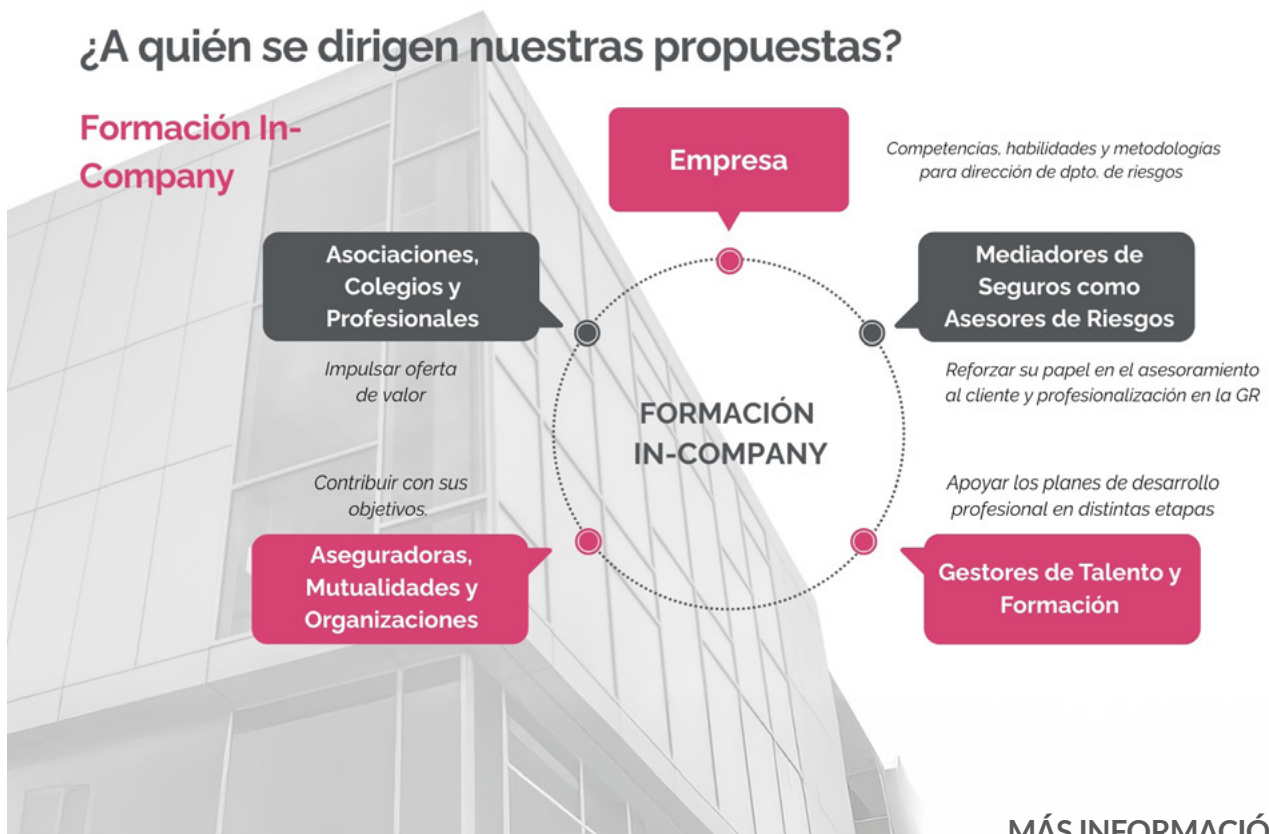 ¿A quién se dirigen nuestras propuestas?
Formación In-
Company
Empresa
Competencias, habilidades y metodologías
para dirección de dpto. de riesgos
Asociaciones,
Colegios y
Profesionales
Mediadores de
Seguros como
Asesores de Riesgos
Impulsar oferta
de valor
Reforzar su papel en el asesoramiento
al cliente y profesionalización en la GR
FORMACIÓN
IN-COMPANY
Contribuir con sus
objetivos.
Apoyar los planes de desarrollo
profesional en distintas etapas
Aseguradoras,
Mutualidades y
Organizaciones
Gestores de Talento y
Formación
MÁS INFORMACIÓ